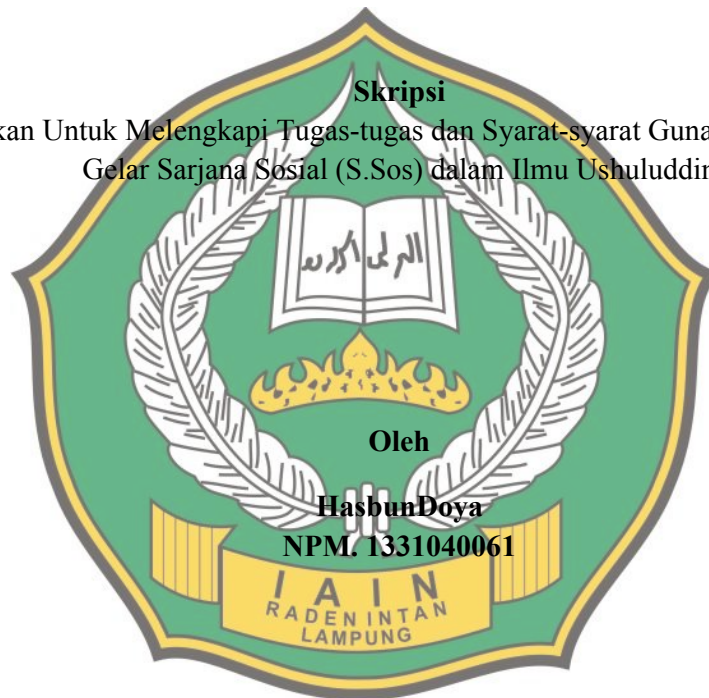 Skripsi
kan Untuk Melengkapi Tugas-tugas dan Syarat-syarat Guna
Gelar Sarjana Sosial (S.Sos) dalam Ilmu Ushuluddin
Oleh
HasbunDoya
NPM. 1331040061
IAIN
RADEN INTAN
LAMPUNG